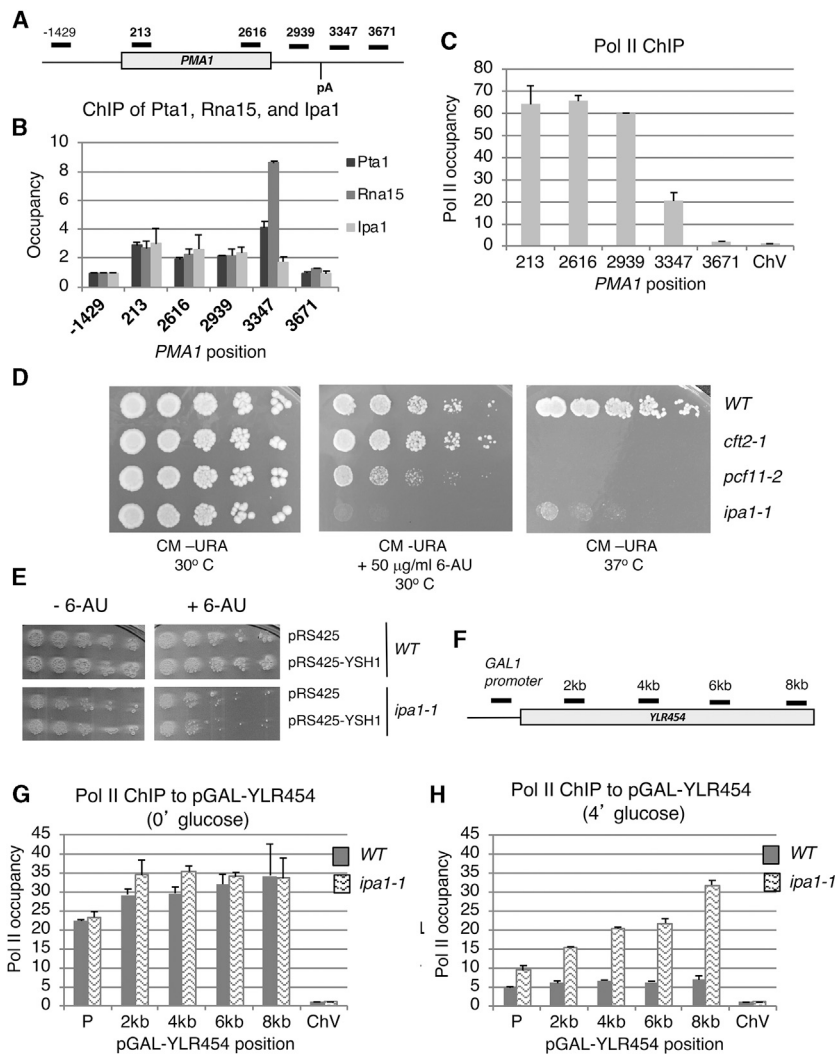 A
-1429 213 2616 2939 3347 3671
PMA1
pA
ChIP of Pta1, Rna15, and Ipa1
B
10
8
6
4
2
0
Occupancy
Pta1
Rna15
Ipa1
-1429 213 2616 2939 3347 3671
PMA1 position
C
Pol II ChIP
80
70
60
50
40
30
20
10
0
Pol II occupancy
213 2616 2939 3347 3671 ChV
PMA1 position
D
WT
cft2-1
pcf11-2
ipa1-1
CM –URA
30º C
CM -URA
+ 50 µg/ml 6-AU
30º C
CM –URA
37º C
E
- 6-AU + 6-AU
pRS425
pRS425-YSH1
WT
pRS425
pRS425-YSH1
ipa1-1
F
GAL1
promoter
2kb 4kb 6kb 8kb
YLR454
G
Pol II ChIP to pGAL-YLR454
(0’ glucose)
45
40
35
30
25
20
15
10
5
0
Pol II occupancy
WT
ipa1-1
P 2kb 4kb 6kb 8kb ChV
pGAL-YLR454 position
H
Pol II ChIP to pGAL-YLR454
(4’ glucose)
45
40
35
30
25
20
15
10
5
0
Pol II occupancy
WT
ipa1-1
P 2kb 4kb 6kb 8kb ChV
pGAL-YLR454 position